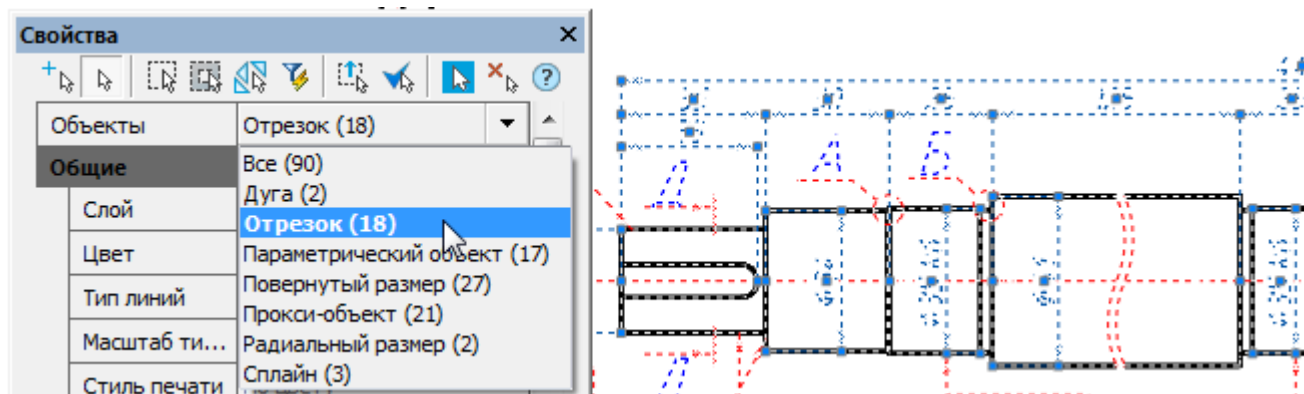 Свойства
Объекты
Отрезок (18)
Общие
Все (90)
Дуга (2)
Слой
Отрезок (18)
Цвет
Параметрический объект (17)
Повернутый размер (27)
Тип линий
Прокси-объект (21)
Масштаб ти...
Радиальный размер (2)
Сплайн (3)
Стиль печати
А
Б